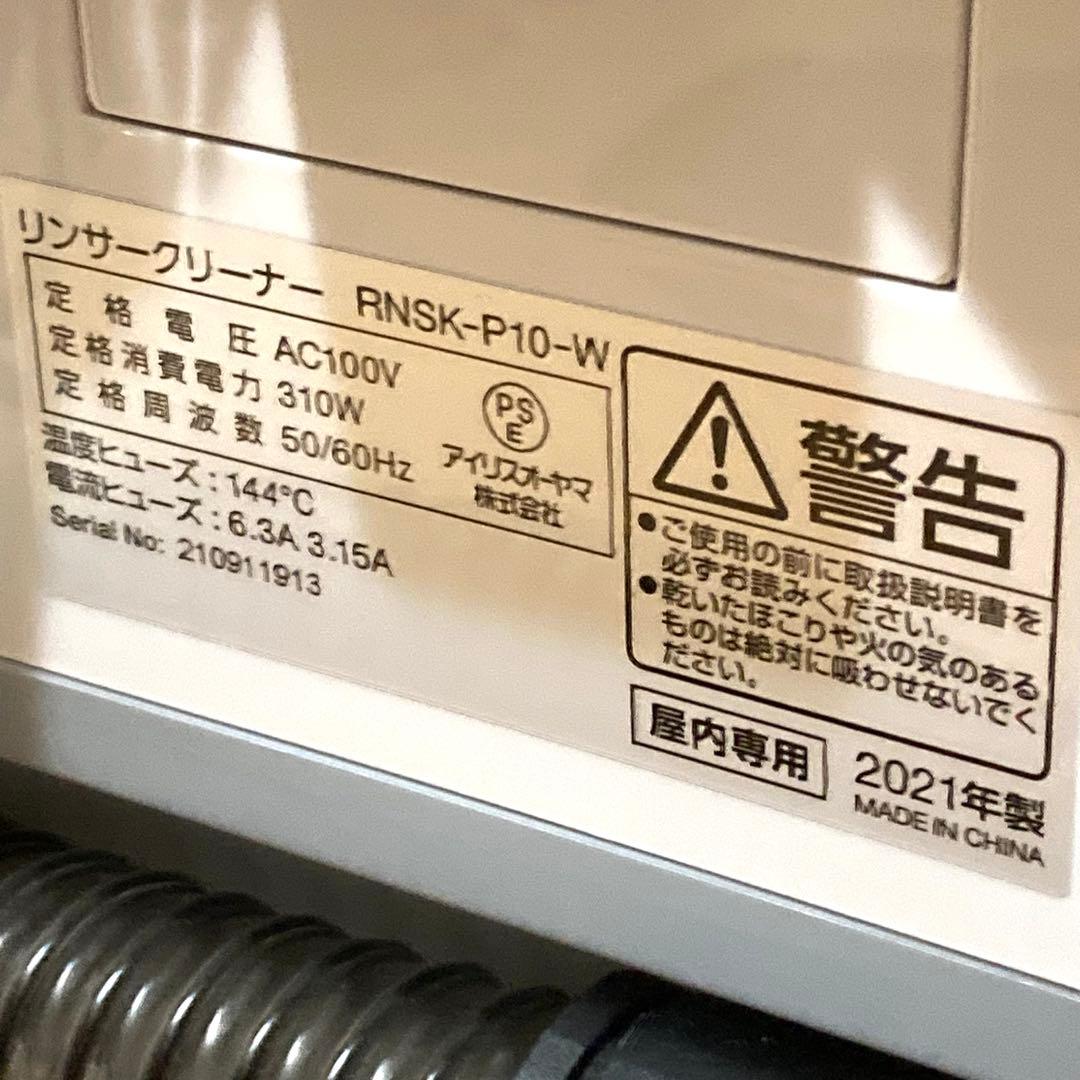 リンサークリーナー RNSK-P10-W
定格電圧 AC100V
定格消費電力 310W
定格周波数 50/60Hz
PS
E
アイリスオーヤマ
株式会社
温度ヒューズ：144℃
電流ヒューズ：6.3A 3.15A
Serial No: 210911913
警告
●ご使用の前に取扱説明書を
必ずお読みください。
●乾いたほこりや火の気のある
ものは絶対に吸わせないでく
ださい。
屋内専用
2021年製
MADE IN CHINA